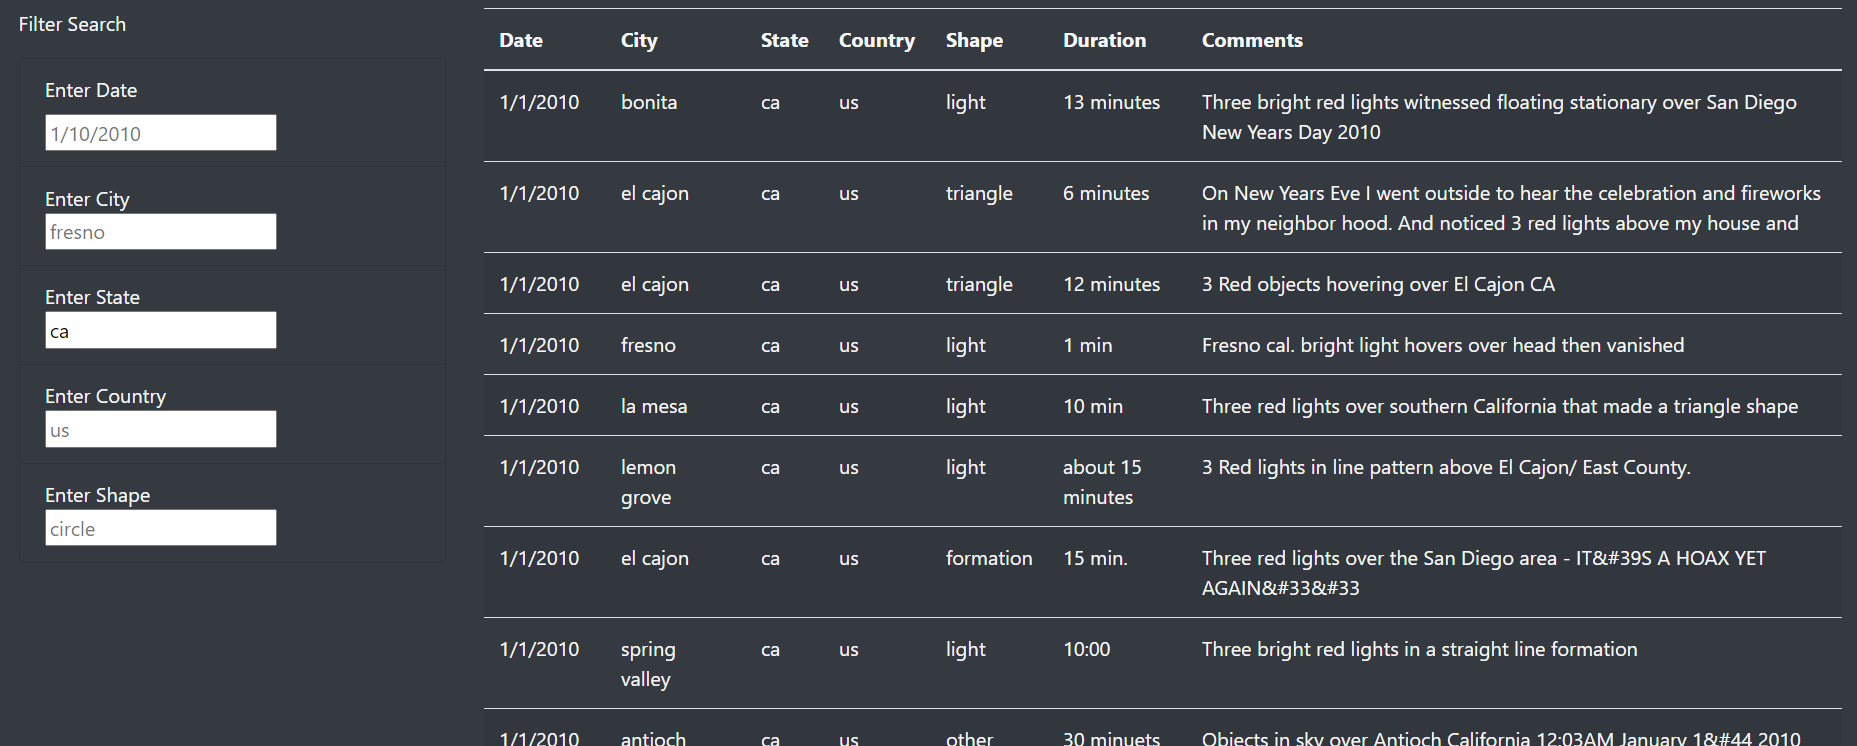 Filter Search
Enter Date
1/10/2010
Enter City
fresno
Enter State
ca
Enter Country
us
Enter Shape
circle
Date City State Country Shape Duration Comments
1/1/2010 bonita ca us light 13 minutes Three bright red lights witnessed floating stationary over San Diego
New Years Day 2010
1/1/2010 el cajon ca us triangle 6 minutes On New Years Eve I went outside to hear the celebration and fireworks
in my neighbor hood. And noticed 3 red lights above my house and
1/1/2010 el cajon ca us triangle 12 minutes 3 Red objects hovering over El Cajon CA
1/1/2010 fresno ca us light 1 min Fresno cal. bright light hovers over head then vanished
1/1/2010 la mesa ca us light 10 min Three red lights over southern California that made a triangle shape
1/1/2010 lemon ca us light about 15 3 Red lights in line pattern above El Cajon/ East County.
grove minutes
1/1/2010 el cajon ca us formation 15 min. Three red lights over the San Diego area - IT&#39S A HOAX YET
AGAIN&#33&#33
1/1/2010 spring ca us light 10:00 Three bright red lights in a straight line formation
valley
1/1/2010 antioch ca us other 30 minuets Objects in sky over Antioch California 12:03AM January 1&#44 2010